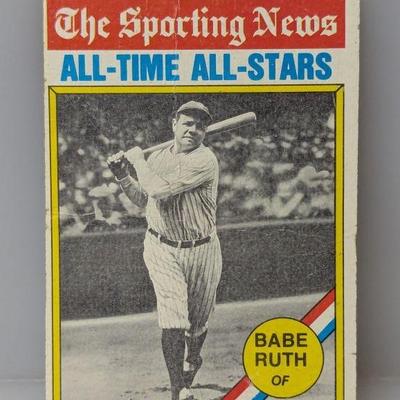 The Sporting News
ALL-TIME ALL-STARS
BABE
RUTH
OF